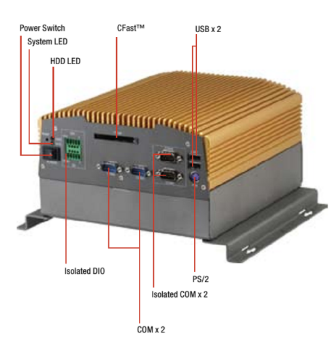 Power Switch
System LED
HDD LED
CFast™
USB x 2
Isolated DIO
COM x 2
Isolated COM x 2
PS/2